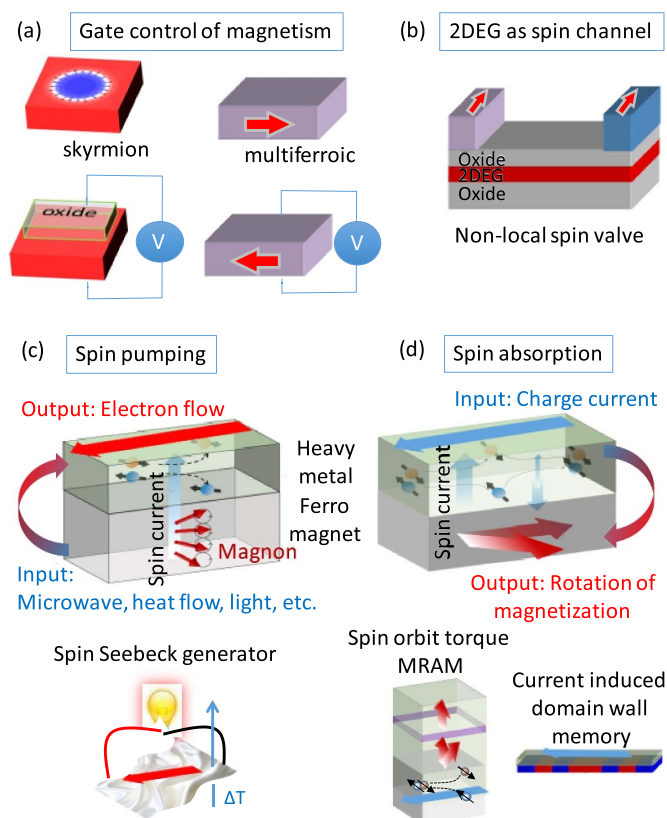 (a) Gate control of magnetism
(b) 2DEG as spin channel
skyrmion
multiferroic
oxide
V
V
Oxide
2DEG
Oxide
Non-local spin valve
(c) Spin pumping
(d) Spin absorption
Output: Electron flow
Input: Charge current
Heavy
metal
Ferro
magnet
Spin current
Magnon
Spin current
Input:
Microwave, heat flow, light, etc.
Output: Rotation of
magnetization
Spin Seebeck generator
ΔT
Spin orbit torque
MRAM
Current induced
domain wall
memory